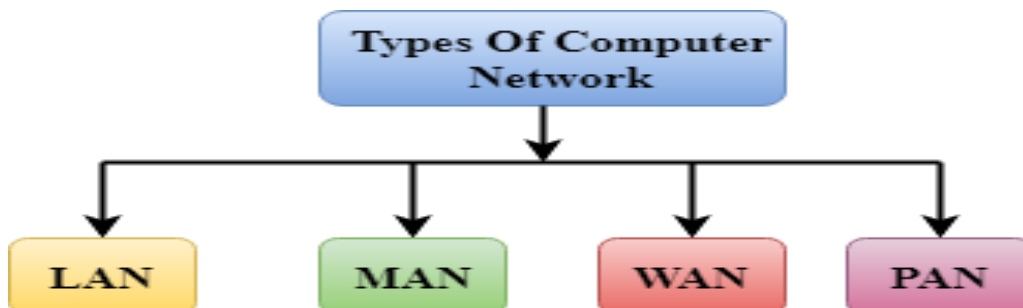 Types Of Computer
Network
LAN
MAN
WAN
PAN